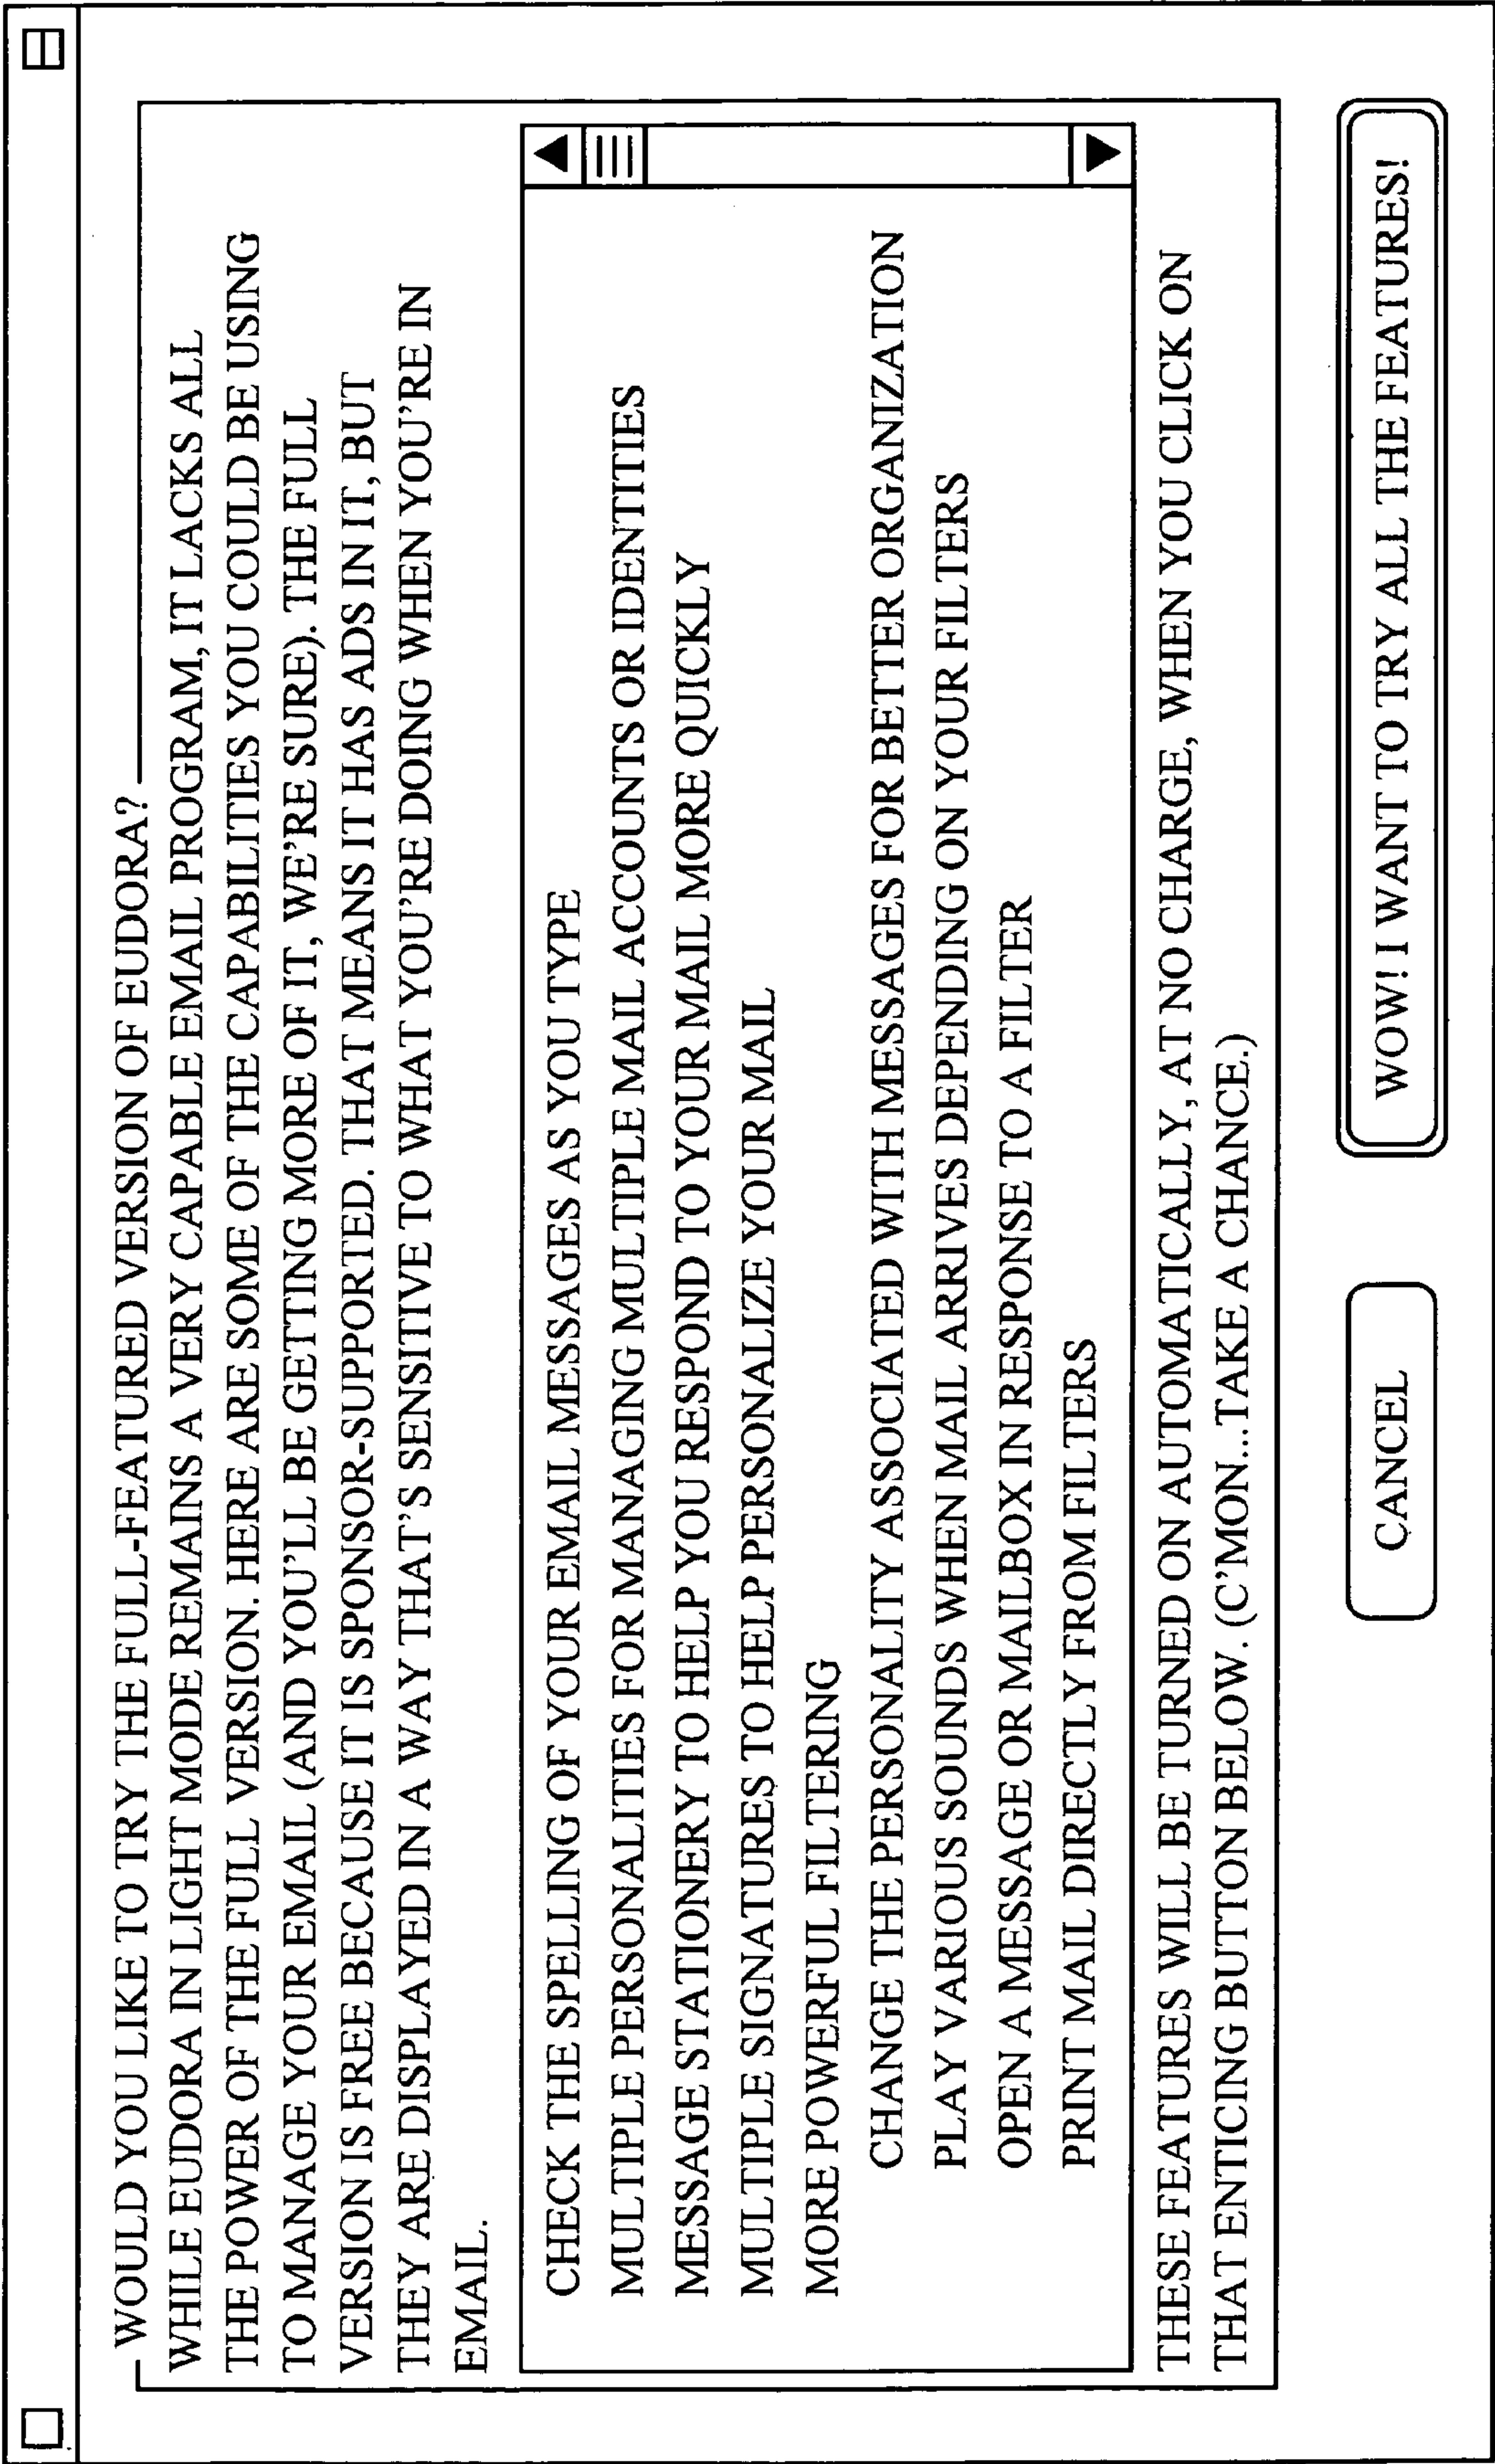 WOULD YOU LIKE TO TRY THE FULL-FEATURED VERSION OF EUDORA?
WHILE EUDORA IN LIGHT MODE REMAINS A VERY CAPABLE EMAIL PROGRAM, IT LACKS ALL
THE POWER OF THE FULL VERSION. HERE ARE SOME OF THE CAPABILITIES YOU COULD BE USING
TO MANAGE YOUR EMAIL (AND YOU'LL BE GETTING MORE OF IT, WE'RE SURE). THE FULL
VERSION IS FREE BECAUSE IT IS SPONSOR-SUPPORTED. THAT MEANS IT HAS ADS IN IT, BUT
THEY ARE DISPLAYED IN A WAY THAT'S SENSITIVE TO WHAT YOU'RE DOING WHEN YOU'RE IN
EMAIL.
CHECK THE SPELLING OF YOUR EMAIL MESSAGES AS YOU TYPE
MULTIPLE PERSONALITIES FOR MANAGING MULTIPLE MAIL ACCOUNTS OR IDENTITIES
MESSAGE STATIONERY TO HELP YOU RESPOND TO YOUR MAIL MORE QUICKLY
MULTIPLE SIGNATURES TO HELP PERSONALIZE YOUR MAIL
MORE POWERFUL FILTERING
CHANGE THE PERSONALITY ASSOCIATED WITH MESSAGES FOR BETTER ORGANIZATION
PLAY VARIOUS SOUNDS WHEN MAIL ARRIVES DEPENDING ON YOUR FILTERS
OPEN A MESSAGE OR MAILBOX IN RESPONSE TO A FILTER
PRINT MAIL DIRECTLY FROM FILTERS
THESE FEATURES WILL BE TURNED ON AUTOMATICALLY, AT NO CHARGE, WHEN YOU CLICK ON
THAT ENTICING BUTTON BELOW. (C'MON...TAKE A CHANCE.)
CANCEL
WOW! I WANT TO TRY ALL THE FEATURES!